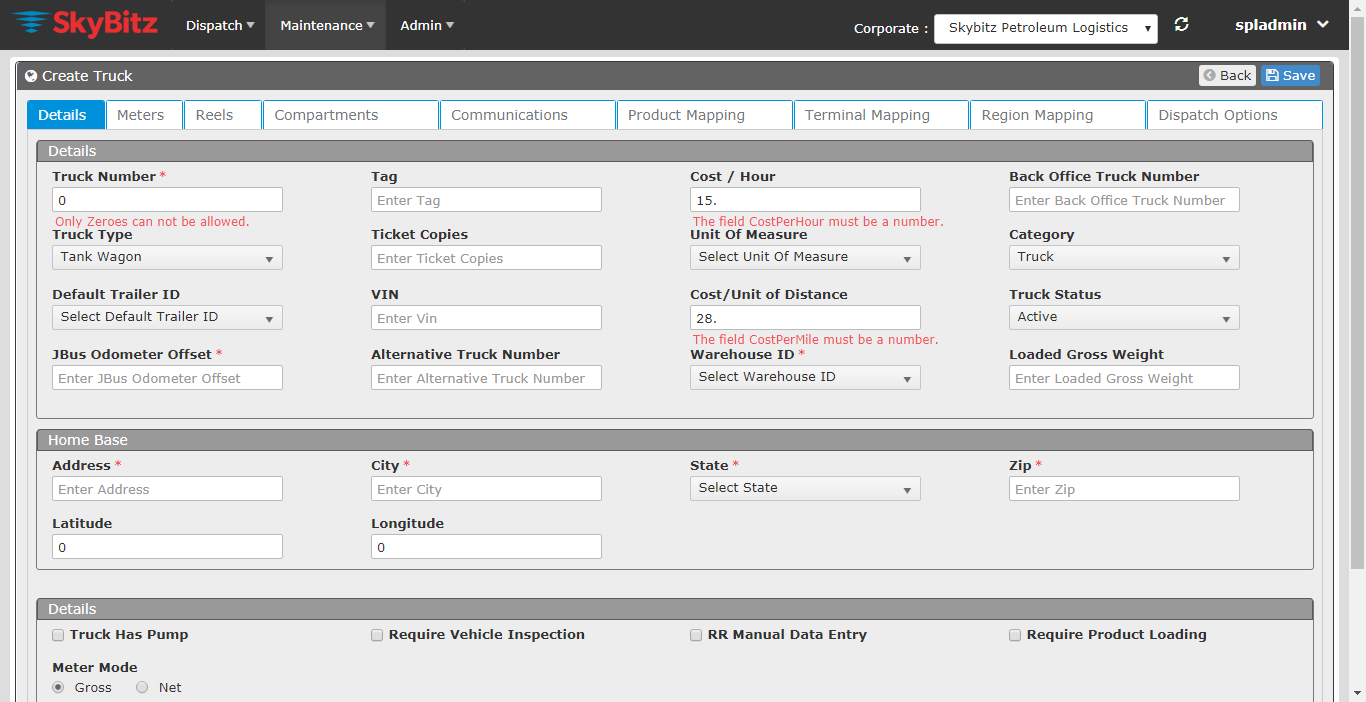 SkyBitz Dispatch Maintenance Admin Corporate : Skybitz Petroleum Logistics spladmin
Create Truck Back Save
Details Meters Reels Compartments Communications Product Mapping Terminal Mapping Region Mapping Dispatch Options
Details
Truck Number * Tag Cost / Hour Back Office Truck Number
0 Enter Tag 15. Enter Back Office Truck Number
Only Zeroes can not be allowed. The field CostPerHour must be a number.
Truck Type Ticket Copies Unit Of Measure Category
Tank Wagon Enter Ticket Copies Select Unit Of Measure Truck
Default Trailer ID VIN Cost/Unit of Distance Truck Status
Select Default Trailer ID Enter Vin 28. Active
The field CostPerMile must be a number.
JBus Odometer Offset * Alternative Truck Number Warehouse ID * Loaded Gross Weight
Enter JBus Odometer Offset Enter Alternative Truck Number Select Warehouse ID Enter Loaded Gross Weight
Home Base
Address * City * State * Zip *
Enter Address Enter City Select State Enter Zip
Latitude Longitude
0 0
Details
Truck Has Pump Require Vehicle Inspection RR Manual Data Entry Require Product Loading
Meter Mode
Gross Net